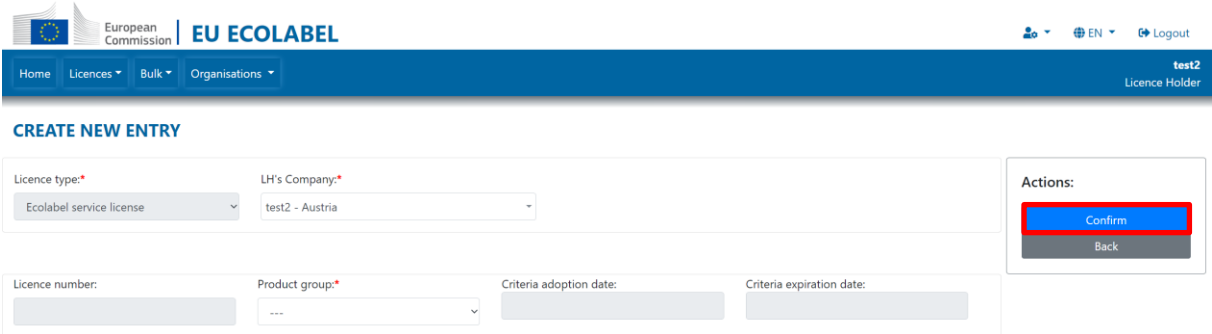 European
Commission
EU ECOLABEL
EN
Logout
Home Licences Bulk Organisations
test2
Licence Holder
CREATE NEW ENTRY
Licence type:* LH's Company:*
Ecolabel service license test2 - Austria
Actions:
Confirm
Back
Licence number: Product group:* Criteria adoption date: Criteria expiration date:
---